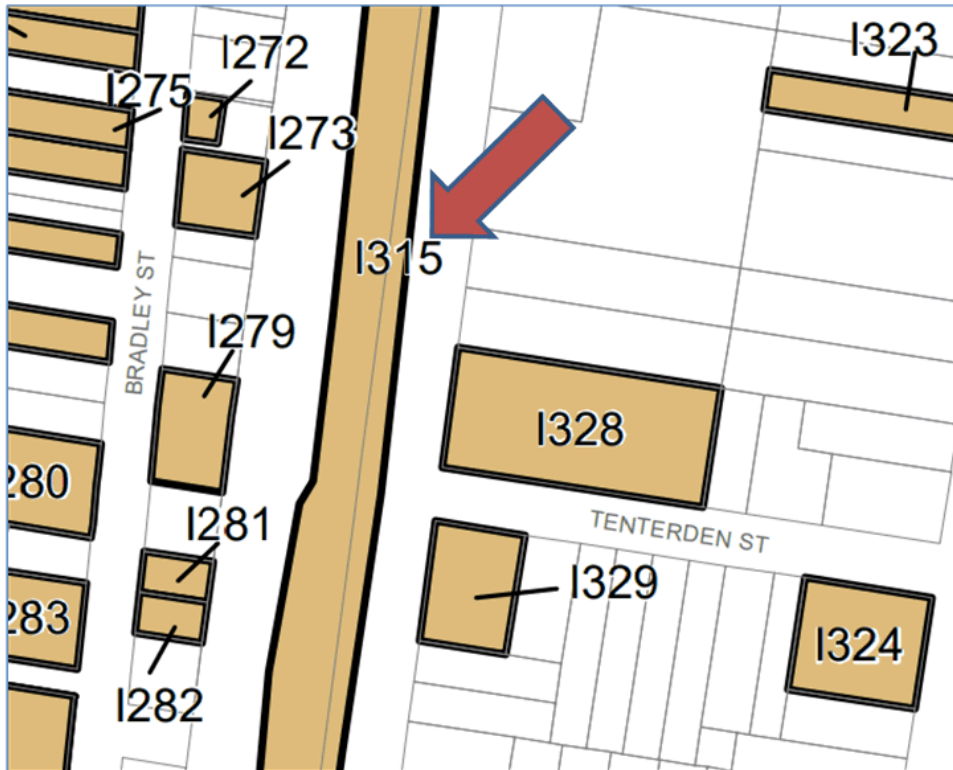 I323
I272
I275
I273
I315
BRADLEY ST
I279
I328
280
TENTERDEN ST
I281
I329
283
I324
I282